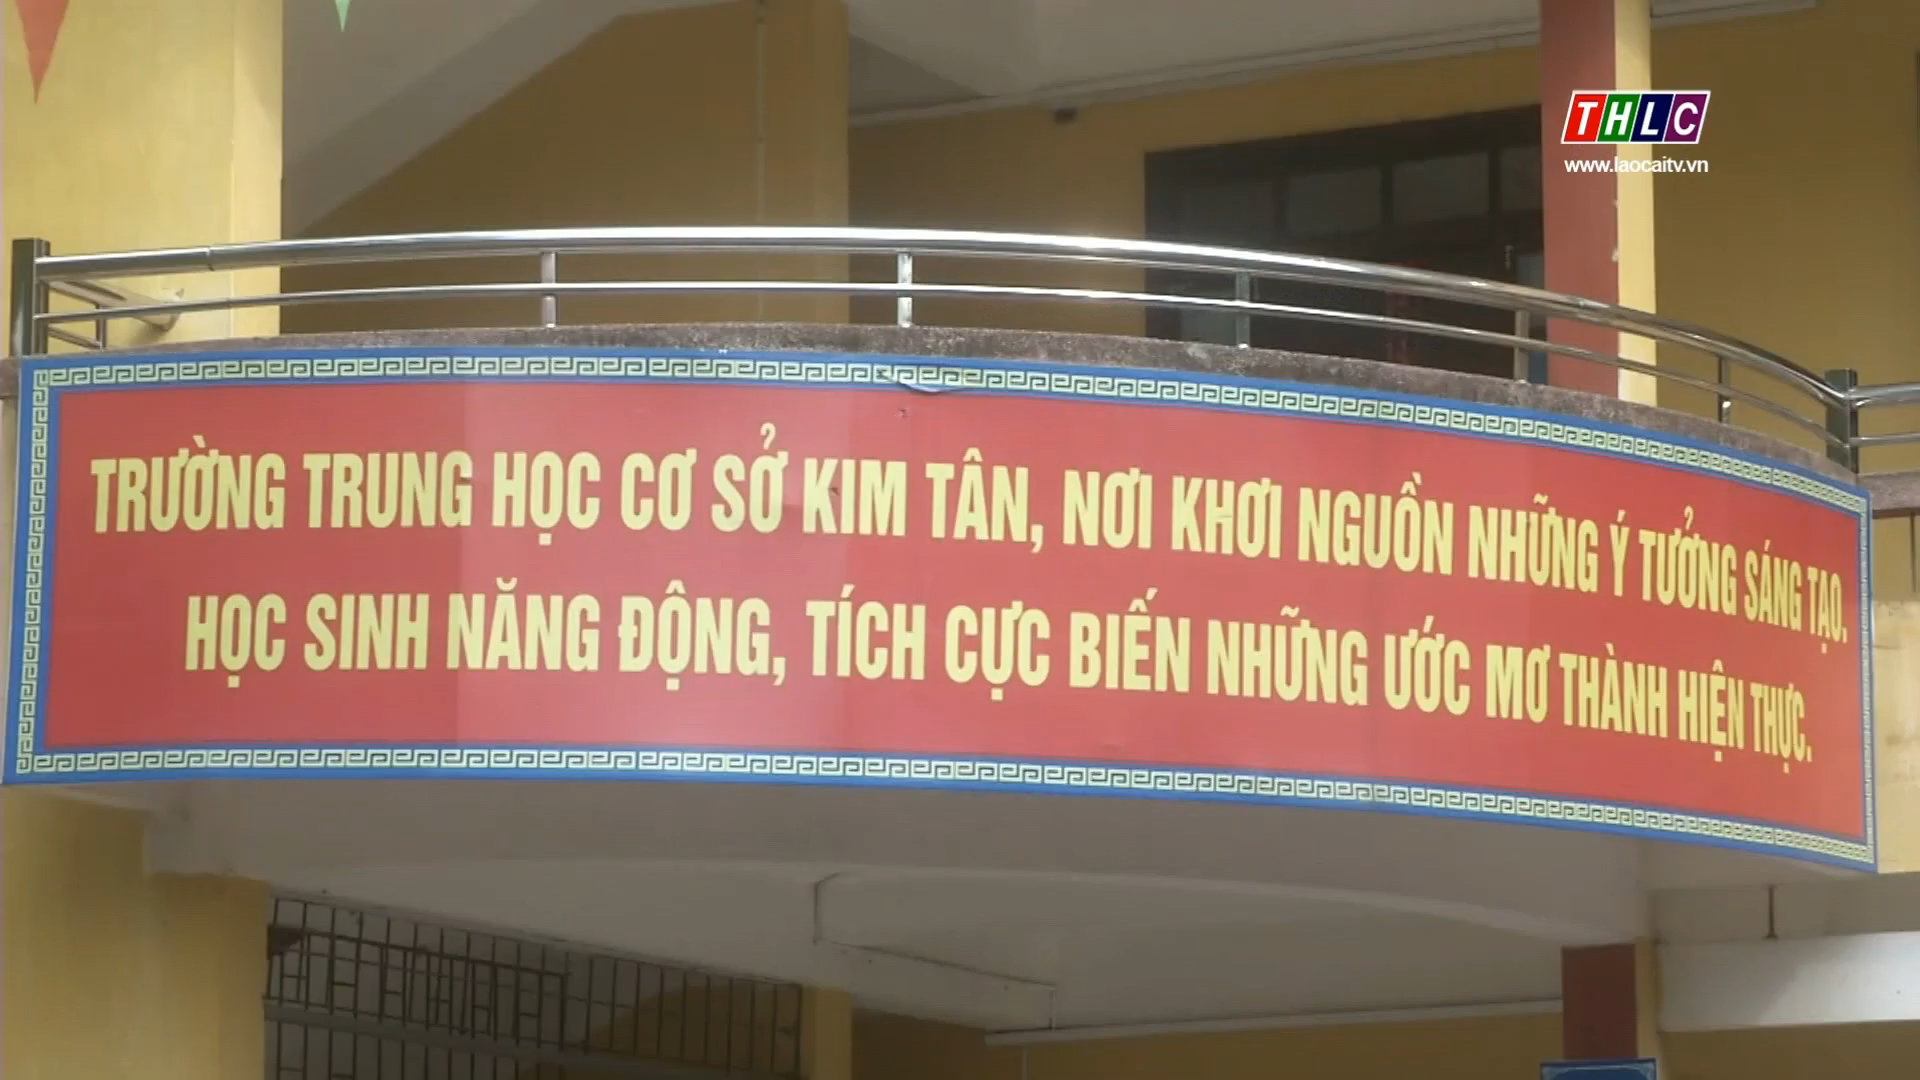 THLC
www.laocaitv.vn
TRƯỜNG TRUNG HỌC CƠ SỞ KIM TÂN, NƠI KHƠI NGUỒN NHỮNG Ý TƯỞNG SÁNG TẠO.
HỌC SINH NĂNG ĐỘNG, TÍCH CỰC BIẾN NHỮNG ƯỚC MƠ THÀNH HIỆN THỰC.